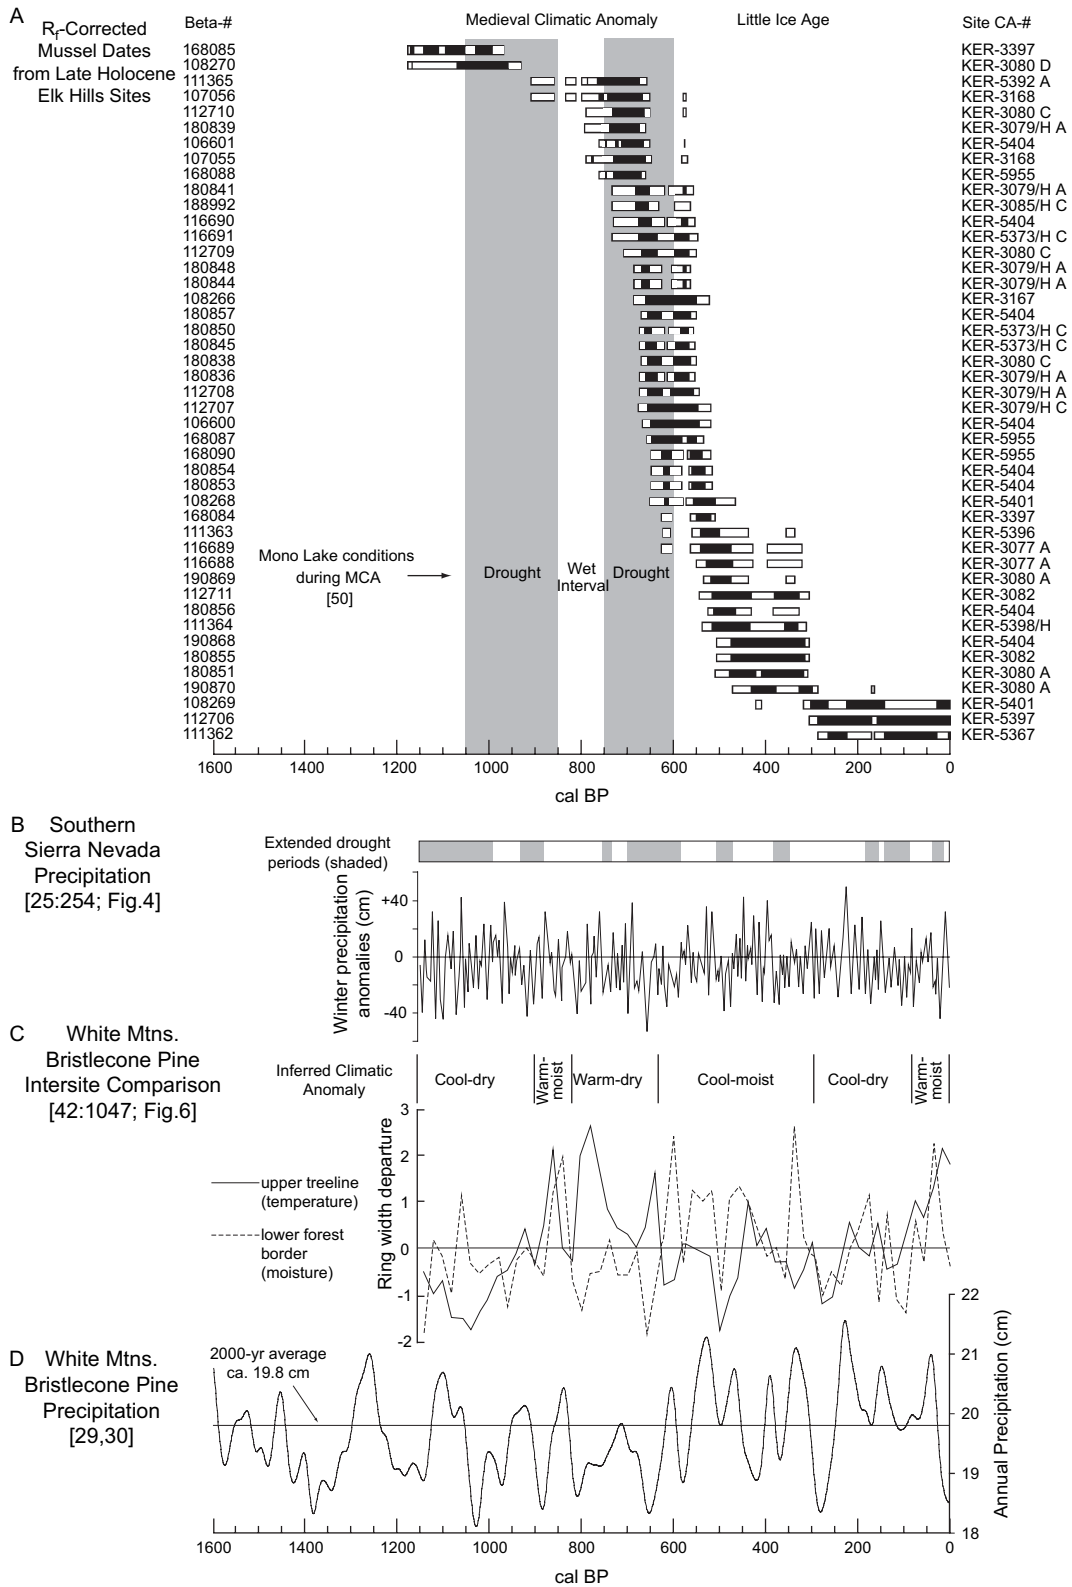 A
Rf-Corrected
Mussel Dates
from Late Holocene
Elk Hills Sites
Beta-#
Medieval Climatic Anomaly
Little Ice Age
Site CA-#
168085 KER-3397
108270 KER-3080 D
111365 KER-5392 A
107056 KER-3168
112710 KER-3080 C
180839 KER-3079/H A
106601 KER-5404
107055 KER-3168
168088 KER-5955
180841 KER-3079/H A
188992 KER-3085/H C
116690 KER-5404
116691 KER-5373/H C
112709 KER-3080 C
180848 KER-3079/H A
180844 KER-3079/H A
108266 KER-3167
180857 KER-5404
180850 KER-5373/H C
180845 KER-5373/H C
180838 KER-3080 C
180836 KER-3079/H A
112708 KER-3079/H A
112707 KER-3079/H C
106600 KER-5404
168087 KER-5955
168090 KER-5955
180854 KER-5404
180853 KER-5404
108268 KER-5401
168084 KER-3397
111363 KER-5396
116689 KER-3077 A
116688 KER-3077 A
190869 KER-3080 A
112711 KER-3082
180856 KER-5404
111364 KER-5398/H
190868 KER-5404
180855 KER-3082
180851 KER-3080 A
190870 KER-3080 A
108269 KER-5401
112706 KER-5397
111362 KER-5367
Mono Lake conditions
during MCA
[50]
Drought
Wet
Interval
Drought
1600 1400 1200 1000 800 600 400 200 0
cal BP
B Southern
Sierra Nevada
Precipitation
[25:254; Fig.4]
Extended drought
periods (shaded)
Winter precipitation
anomalies (cm)
+40
0
-40
C White Mtns.
Bristlecone Pine
Intersite Comparison
[42:1047; Fig.6]
Inferred Climatic
Anomaly
Cool-dry
Warm-
moist
Warm-dry
Cool-moist
Cool-dry
Warm-
moist
Ring width departure
3
2
1
0
-1
-2
upper treeline
(temperature)
lower forest
border
(moisture)
D White Mtns.
Bristlecone Pine
Precipitation
[29,30]
2000-yr average
ca. 19.8 cm
22
21
20
19
18
Annual Precipitation (cm)
1600 1400 1200 1000 800 600 400 200 0
cal BP